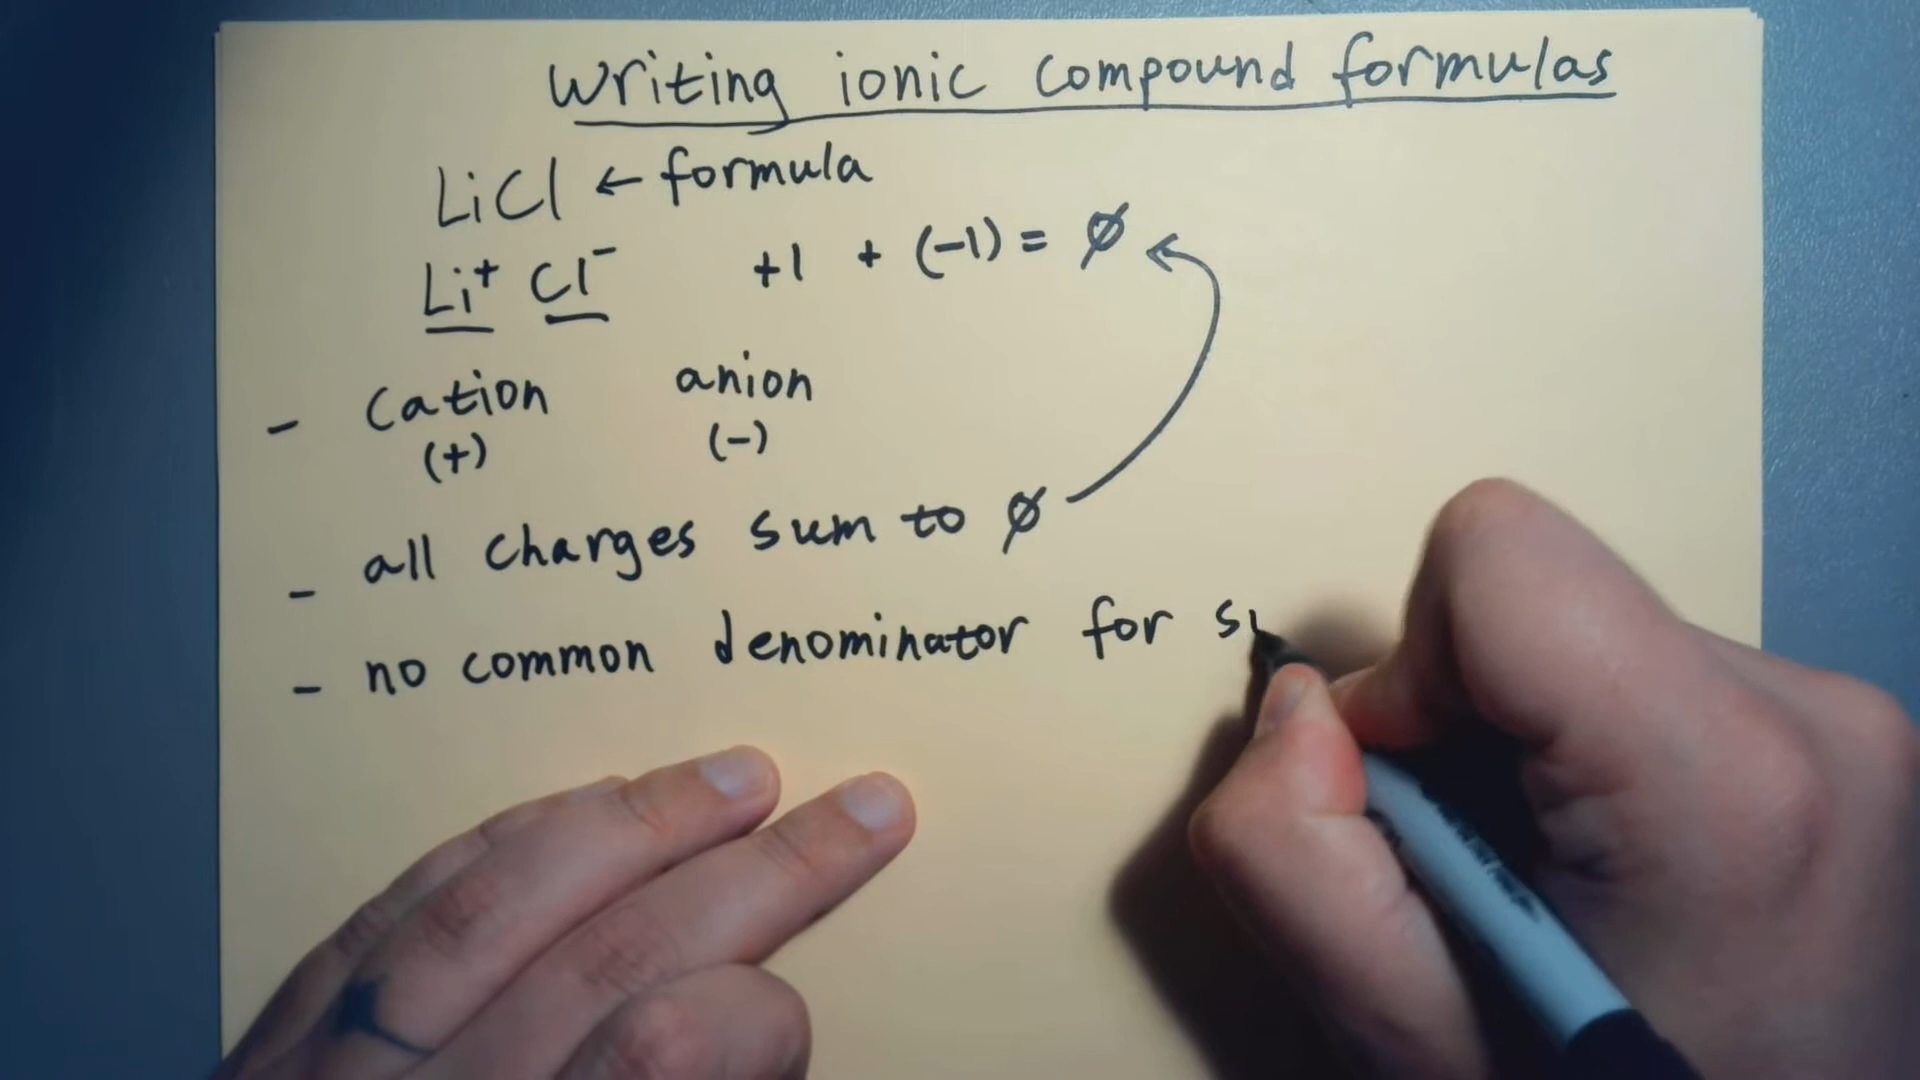 Writing ionic compound formulas
LiCl ← formula
Li⁺ Cl⁻ +1 + (-1) = ∅
- cation anion
(+) (-)
- all charges sum to ∅
- no common denominator for su